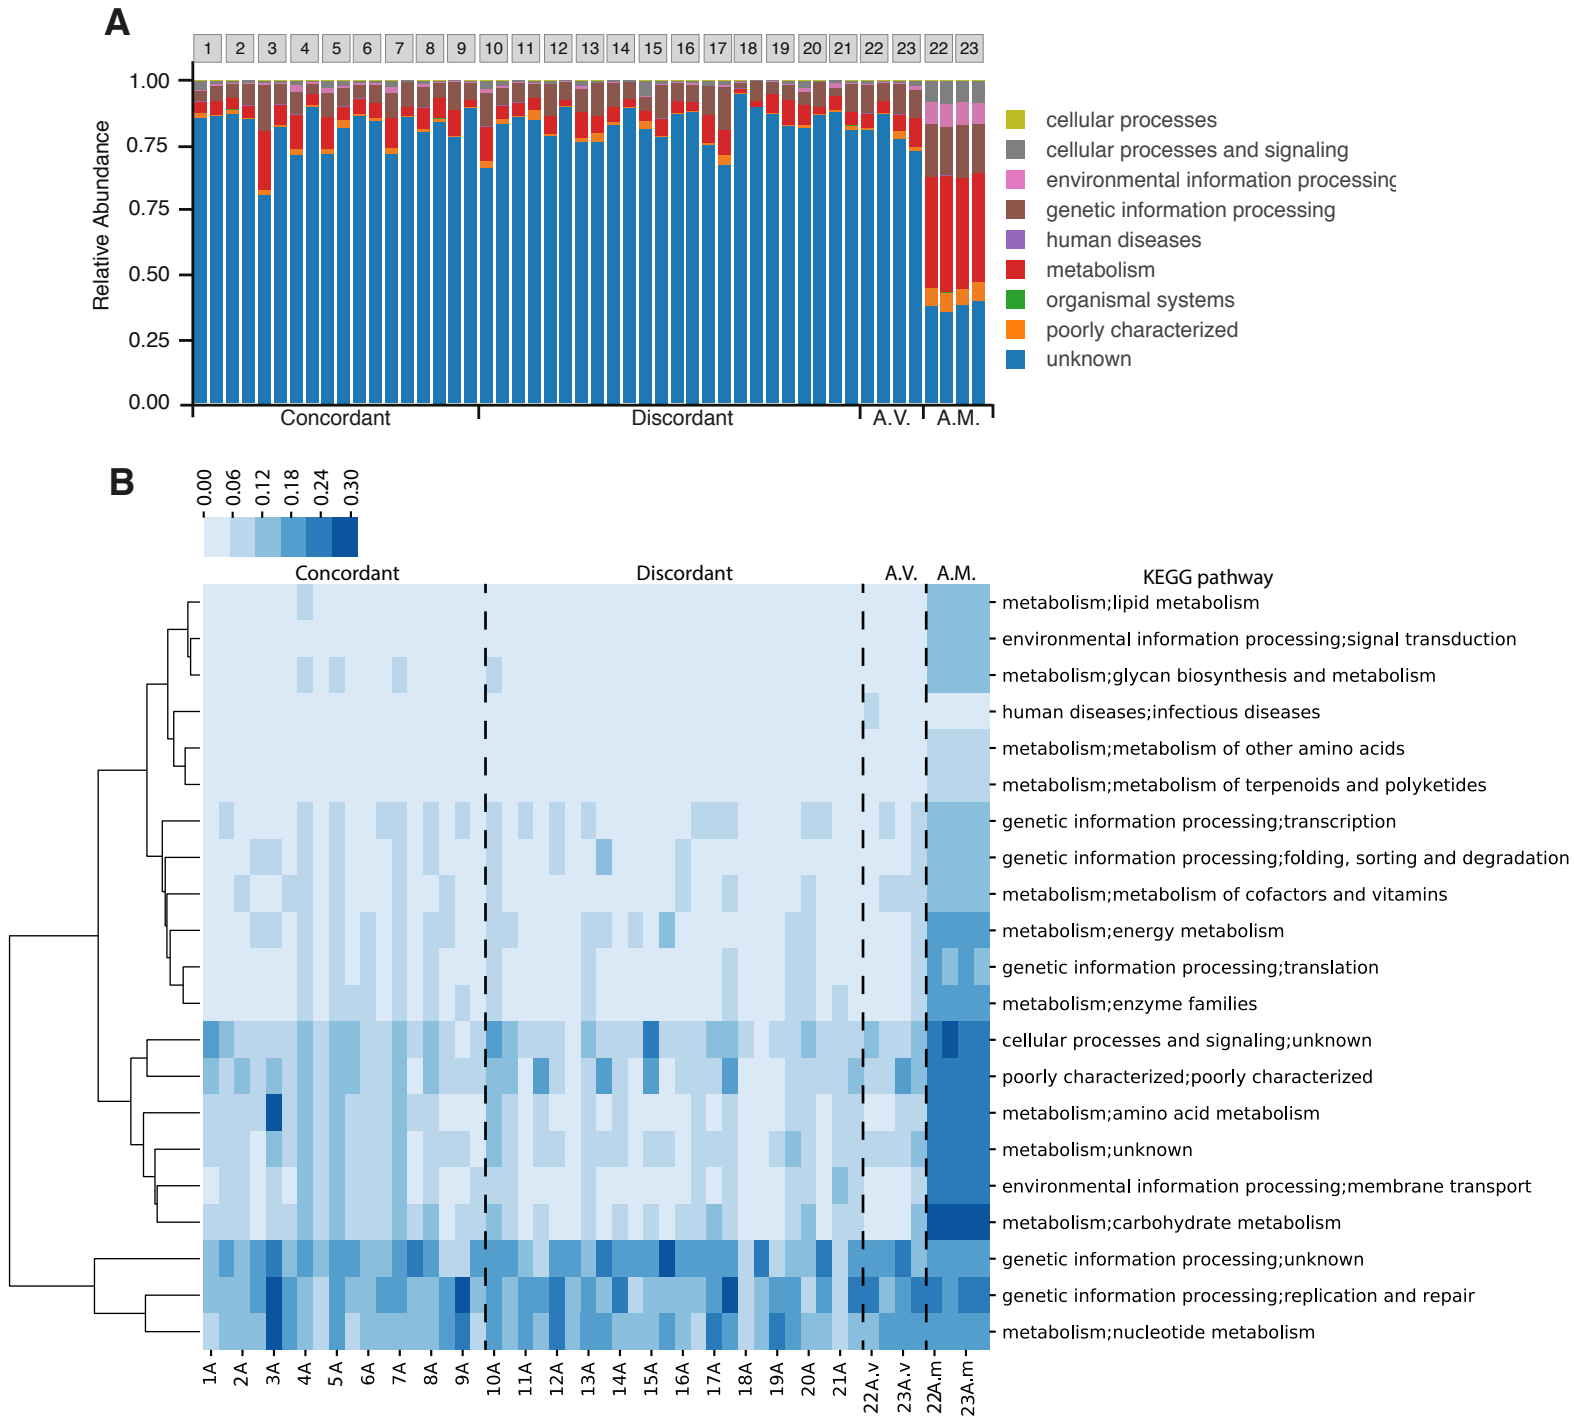 A
1 2 3 4 5 6 7 8 9 10 11 12 13 14 15 16 17 18 19 20 21 22 23 22 23
1.00
0.75
0.50
0.25
0.00
Relative Abundance
Concordant Discordant A.V. A.M.
cellular processes
cellular processes and signaling
environmental information processing
genetic information processing
human diseases
metabolism
organismal systems
poorly characterized
unknown
B
0.00 0.06 0.12 0.18 0.24 0.30
Concordant Discordant A.V. A.M. KEGG pathway
metabolism;lipid metabolism
environmental information processing;signal transduction
metabolism;glycan biosynthesis and metabolism
human diseases;infectious diseases
metabolism;metabolism of other amino acids
metabolism;metabolism of terpenoids and polyketides
genetic information processing;transcription
genetic information processing;folding, sorting and degradation
metabolism;metabolism of cofactors and vitamins
metabolism;energy metabolism
genetic information processing;translation
metabolism;enzyme families
cellular processes and signaling;unknown
poorly characterized;poorly characterized
metabolism;amino acid metabolism
metabolism;unknown
environmental information processing;membrane transport
metabolism;carbohydrate metabolism
genetic information processing;unknown
genetic information processing;replication and repair
metabolism;nucleotide metabolism
1A 2A 3A 4A 5A 6A 7A 8A 9A 10A 11A 12A 13A 14A 15A 16A 17A 18A 19A 20A 21A 22A.v 23A.v 22A.m 23A.m